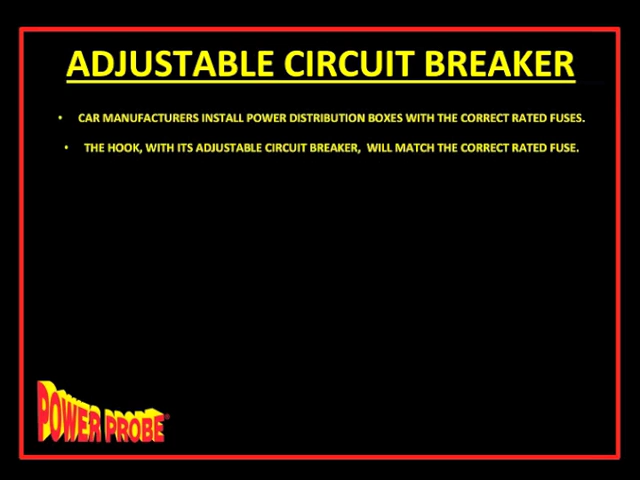 ADJUSTABLE CIRCUIT BREAKER
• CAR MANUFACTURERS INSTALL POWER DISTRIBUTION BOXES WITH THE CORRECT RATED FUSES.
• THE HOOK, WITH ITS ADJUSTABLE CIRCUIT BREAKER, WILL MATCH THE CORRECT RATED FUSE.
POWER PROBE®